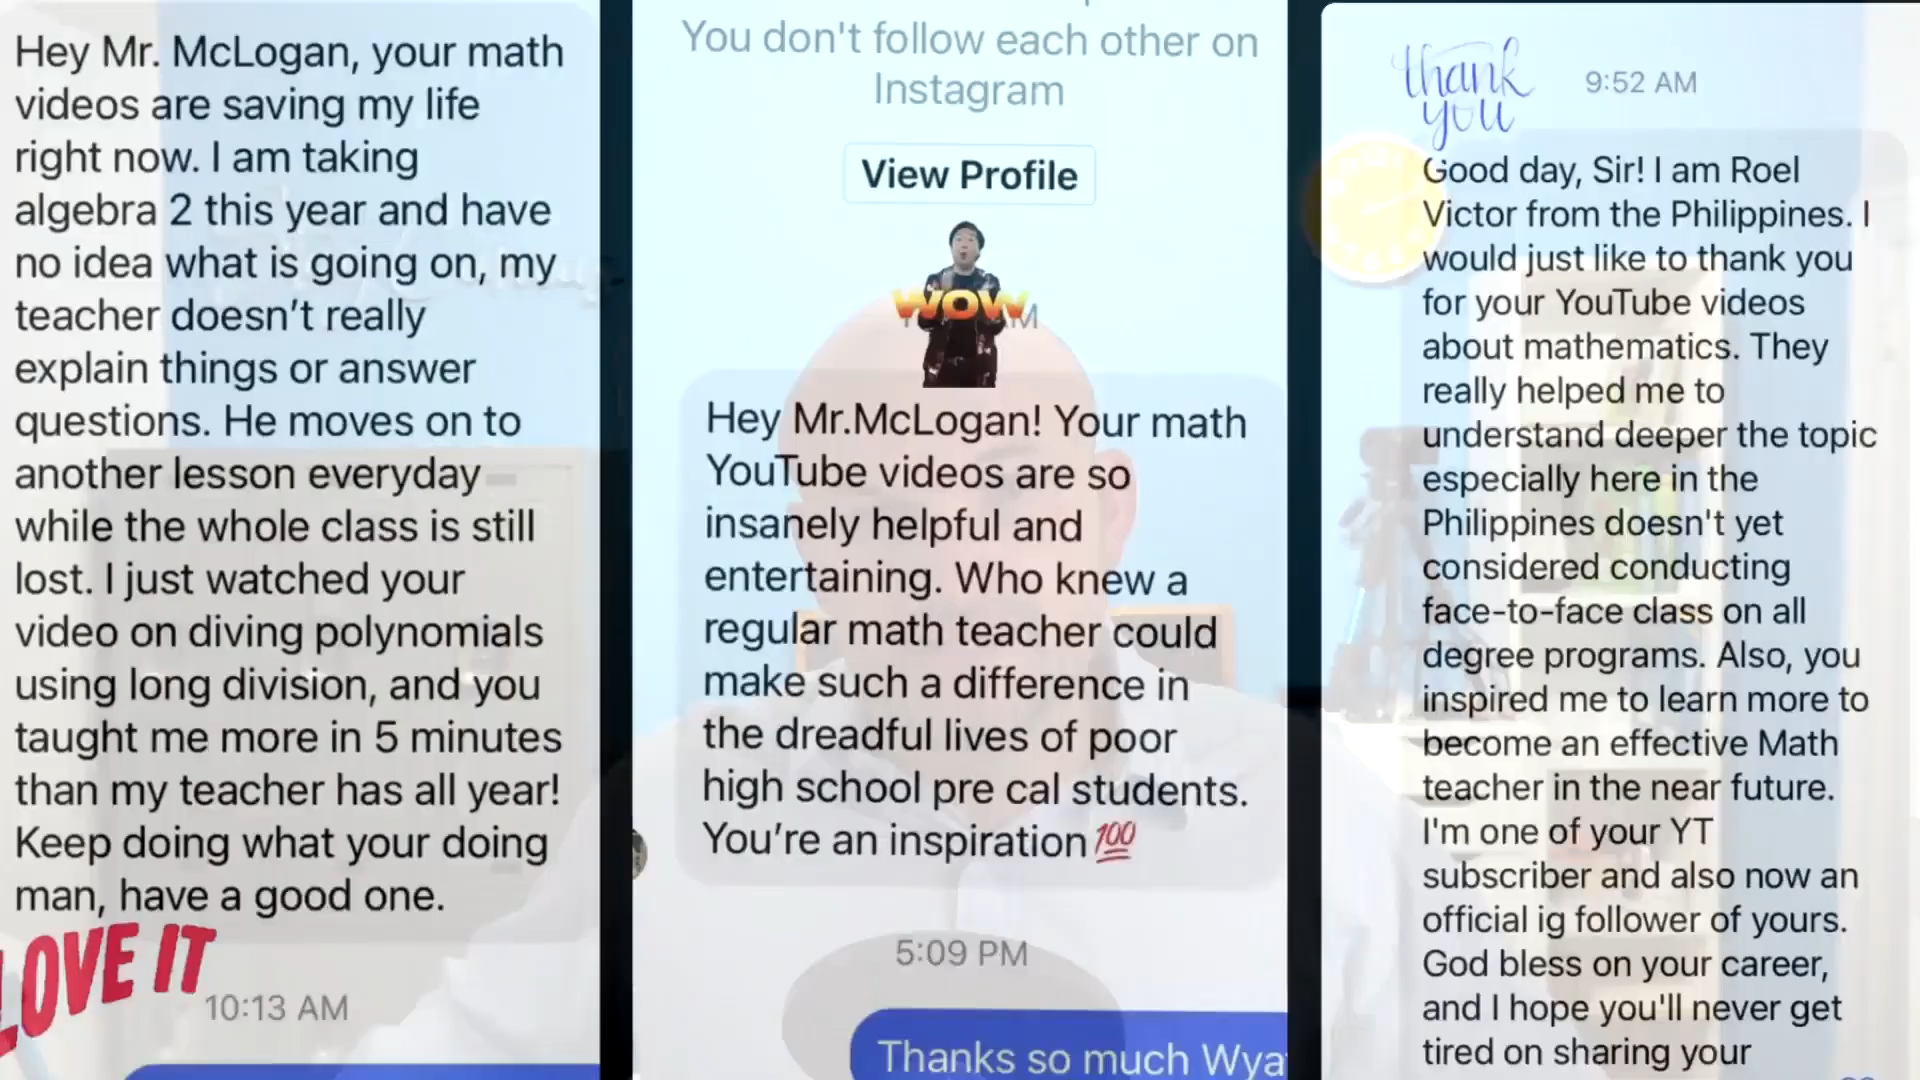 Hey Mr. McLogan, your math
videos are saving my life
right now. I am taking
algebra 2 this year and have
no idea what is going on, my
teacher doesn’t really
explain things or answer
questions. He moves on to
another lesson everyday
while the whole class is still
lost. I just watched your
video on diving polynomials
using long division, and you
taught me more in 5 minutes
than my teacher has all year!
Keep doing what your doing
man, have a good one.
LOVE IT
10:13 AM
You don't follow each other on
Instagram
View Profile
WOW
Hey Mr.McLogan! Your math
YouTube videos are so
insanely helpful and
entertaining. Who knew a
regular math teacher could
make such a difference in
the dreadful lives of poor
high school pre cal students.
You’re an inspiration 💯
5:09 PM
Thanks so much
thank
you
9:52 AM
Good day, Sir! I am Roel
Victor from the Philippines. I
would just like to thank you
for your YouTube videos
about mathematics. They
really helped me to
understand deeper the topic
especially here in the
Philippines doesn't yet
considered conducting
face-to-face class on all
degree programs. Also, you
inspired me to learn more to
become an effective Math
teacher in the near future.
I'm one of your YT
subscriber and also now an
official ig follower of yours.
God bless on your career,
and I hope you'll never get
tired on sharing your